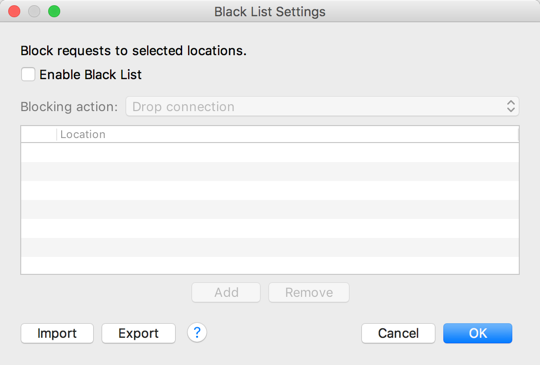 Black List Settings
Block requests to selected locations.
Enable Black List
Blocking action: Drop connection
Location
Add Remove
Import Export ? Cancel OK